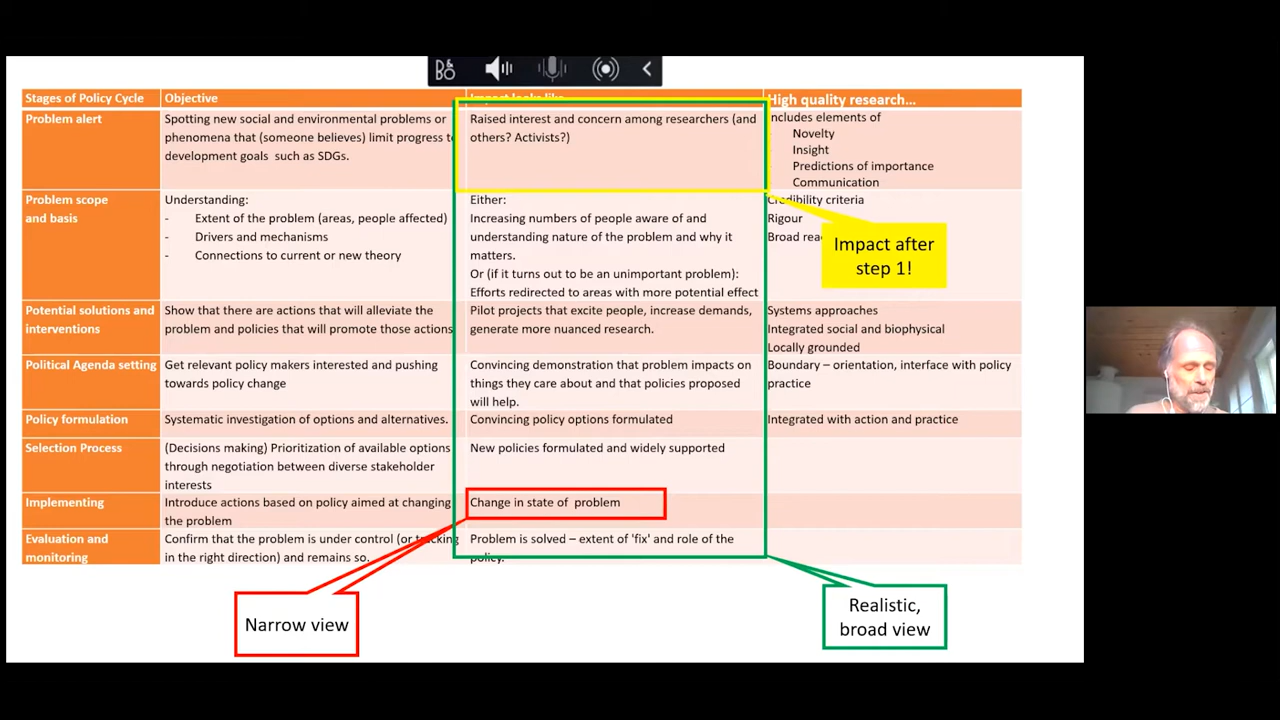 Stages of Policy Cycle
Objective
Impact looks like
High quality research...
Problem alert
Spotting new social and environmental problems or
phenomena that (someone believes) limit progress to
development goals such as SDGs.
Raised interest and concern among researchers (and
others? Activists?)
includes elements of
Novelty
Insight
Predictions of importance
Communication
Problem scope
and basis
Understanding:
- Extent of the problem (areas, people affected)
- Drivers and mechanisms
- Connections to current or new theory
Either:
Increasing numbers of people aware of and
understanding nature of the problem and why it
matters.
Or (if it turns out to be an unimportant problem):
Efforts redirected to areas with more potential effect
Credibility criteria
Rigour
Broad
Impact after
step 1!
Potential solutions and
interventions
Show that there are actions that will alleviate the
problem and policies that will promote those actions
Pilot projects that excite people, increase demands,
generate more nuanced research.
Systems approaches
Integrated social and biophysical
Locally grounded
Political Agenda setting
Get relevant policy makers interested and pushing
towards policy change
Convincing demonstration that problem impacts on
things they care about and that policies proposed
will help.
Boundary – orientation, interface with policy
practice
Policy formulation
Systematic investigation of options and alternatives.
Convincing policy options formulated
Integrated with action and practice
Selection Process
(Decisions making) Prioritization of available options
through negotiation between diverse stakeholder
interests
New policies formulated and widely supported
Implementing
Introduce actions based on policy aimed at changing
the problem
Change in state of problem
Evaluation and
monitoring
Confirm that the problem is under control (or tracking
in the right direction) and remains so.
Problem is solved – extent of 'fix' and role of the
policy.
Narrow view
Realistic,
broad view